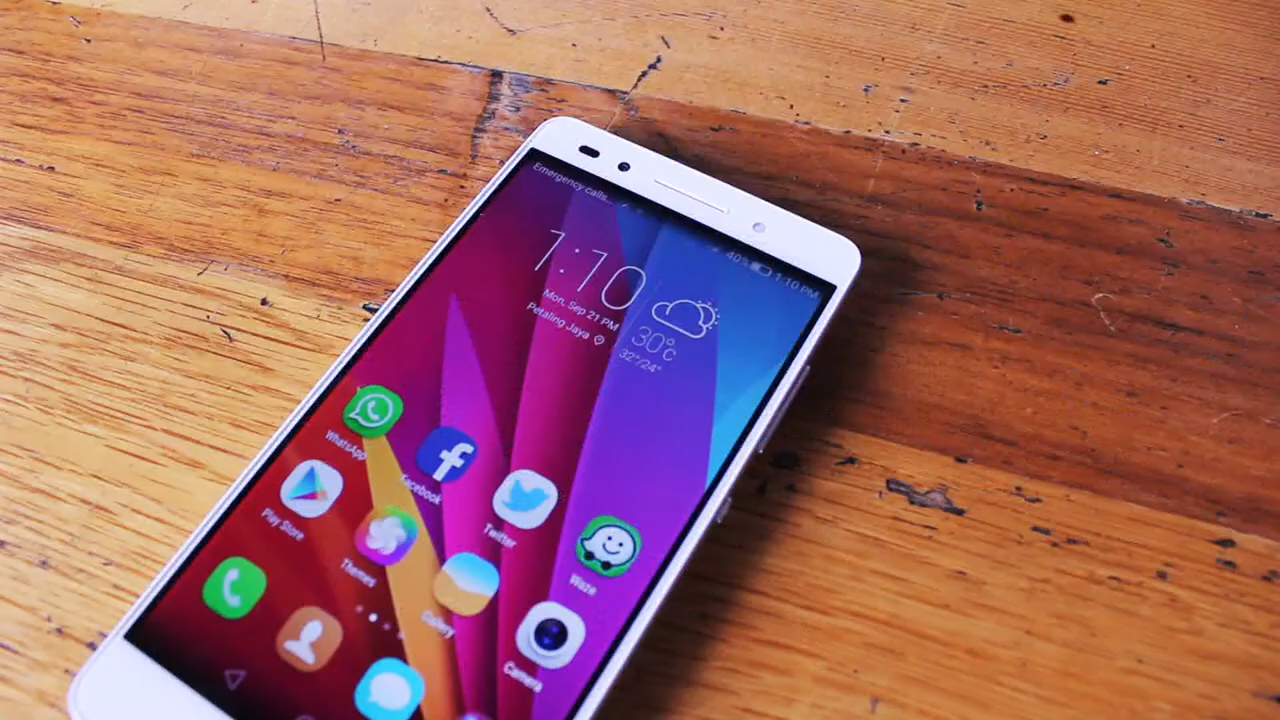 Emergency calls...
40% 1:10 PM
1:10
Mon, Sep 21 PM
Petaling Jaya
30°C
32°/24°
WhatsApp
Facebook
Twitter
Waze
Play Store
Themes
Gallery
Camera